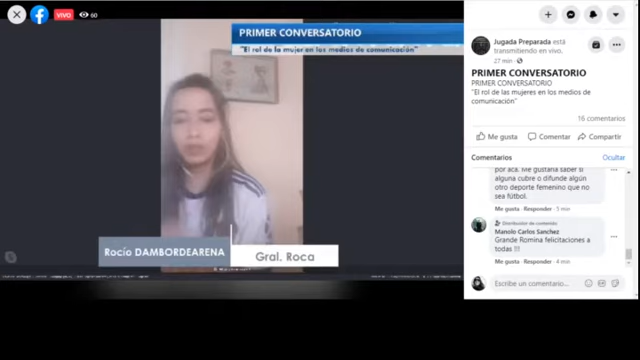 VIVO
60
PRIMER CONVERSATORIO
"El rol de la mujer en los medios de comunicación"
Rocío DAMBORDEARENA
Gral. Roca
Jugada Preparada está
transmitiendo en vivo.
27 min
PRIMER CONVERSATORIO
PRIMER CONVERSATORIO
"El rol de las mujeres en los medios de
comunicación"
16 comentarios
Me gusta
Comentar
Compartir
Comentarios
Ocultar
por acá. Me gustaría saber si
alguna cubre o difunde algún
otro deporte femenino que no
sea fútbol.
Me gusta · Responder · 5 min
Distribuidor de contenido
Manolo Carlos Sanchez
Grande Romina felicitaciones a
todas !!!
Me gusta · Responder · 4 min
Escribe un comentario...